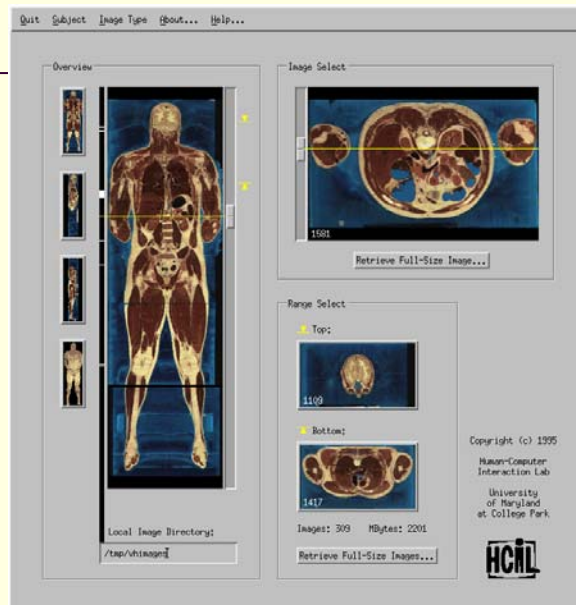 Quit Subject Image Type About... Help...
Overview
Local Image Directory:
/tmp/vhimages
Image Select
1581
Retrieve Full-Size Image...
Range Select
Top:
1109
Bottom:
1417
Images: 309 MBytes: 2201
Retrieve Full-Size Images...
Copyright (c) 1995
Human-Computer
Interaction Lab
University
of Maryland
at College Park
HCIL